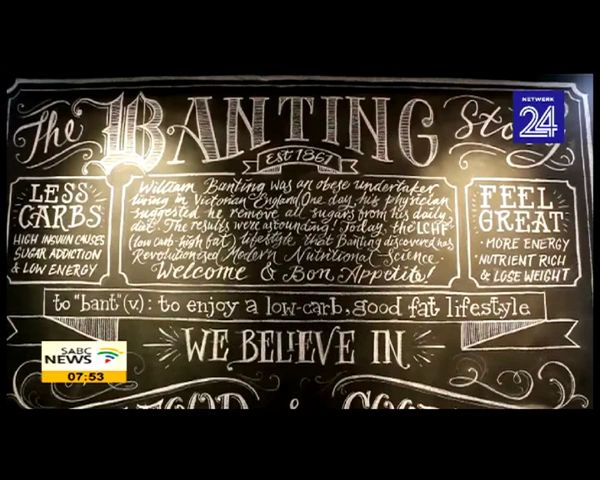 NETWERK
24
The BANTING Story
Est 1861
LESS
CARBS
HIGH INSULIN CAUSES
SUGAR ADDICTION
& LOW ENERGY
William Banting was an obese undertaker
living in Victorian England. One day, his physician
suggested he remove all sugars from his daily
diet. The results were astounding! Today, the LCHF
(low carb-high fat) lifestyle that Banting discovered has
Revolutionised Modern Nutritional Science.
Welcome & Bon Appetite!
FEEL
GREAT
• MORE ENERGY
• NUTRIENT RICH
& LOSE WEIGHT
to "bant"(v.): to enjoy a low-carb, good fat lifestyle
WE BELIEVE IN
SABC
NEWS
07:53